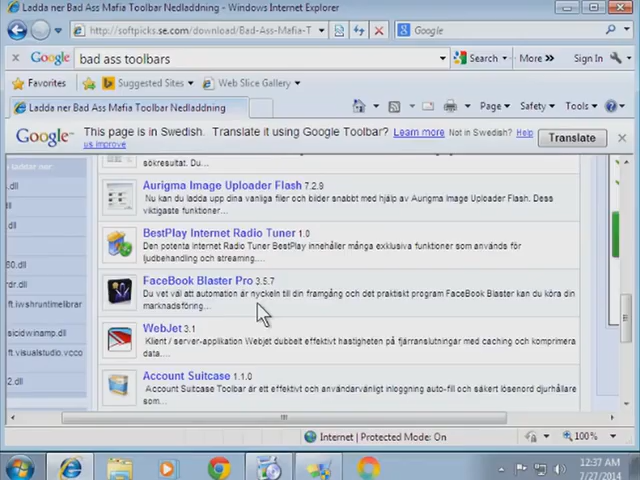 Ladda ner Bad Ass Mafia Toolbar Nedladdning - Windows Internet Explorer
http://softpicks.se.com/download/Bad-Ass-Mafia-T
Google
Google
bad ass toolbars
Search
More »
Sign In
Favorites
Suggested Sites
Web Slice Gallery
Ladda ner Bad Ass Mafia Toolbar Nedladdning
Page
Safety
Tools
Google
This page is in Swedish. Translate it using Google Toolbar? Learn more Not in Swedish? Help
us improve
Translate
sökresultat. Du...
.dll
Aurigma Image Uploader Flash 7.2.9
Nu kan du ladda upp dina vanliga filer och bilder snabbt med hjälp av Aurigma Image Uploader Flash. Dess
viktigaste funktioner...
BestPlay Internet Radio Tuner 1.0
Den potenta Internet Radio Tuner BestPlay innehåller många exklusiva funktioner som används för
ljudbehandling och streaming....
60.dll
rdr.dll
ft.iwshruntimelibrar
sicidwinamp.dll
ft.visualstudio.vcco
2.dll
FaceBook Blaster Pro 3.5.7
Du vet väl att automation är nyckeln till din framgång och det praktiskt program FaceBook Blaster kan du köra din
marknadsföring...
WebJet 3.1
Klient / server-applikation Webjet dubbelt effektivt hastigheten på fjärranslutningar med caching och komprimera
data....
Account Suitcase 1.1.0
Account Suitcase Toolbar är ett effektivt och användarvänligt inloggning auto-fill och säkert lösenord djurhållare
som...
Internet | Protected Mode: On
100%
12:37 AM
7/27/2014